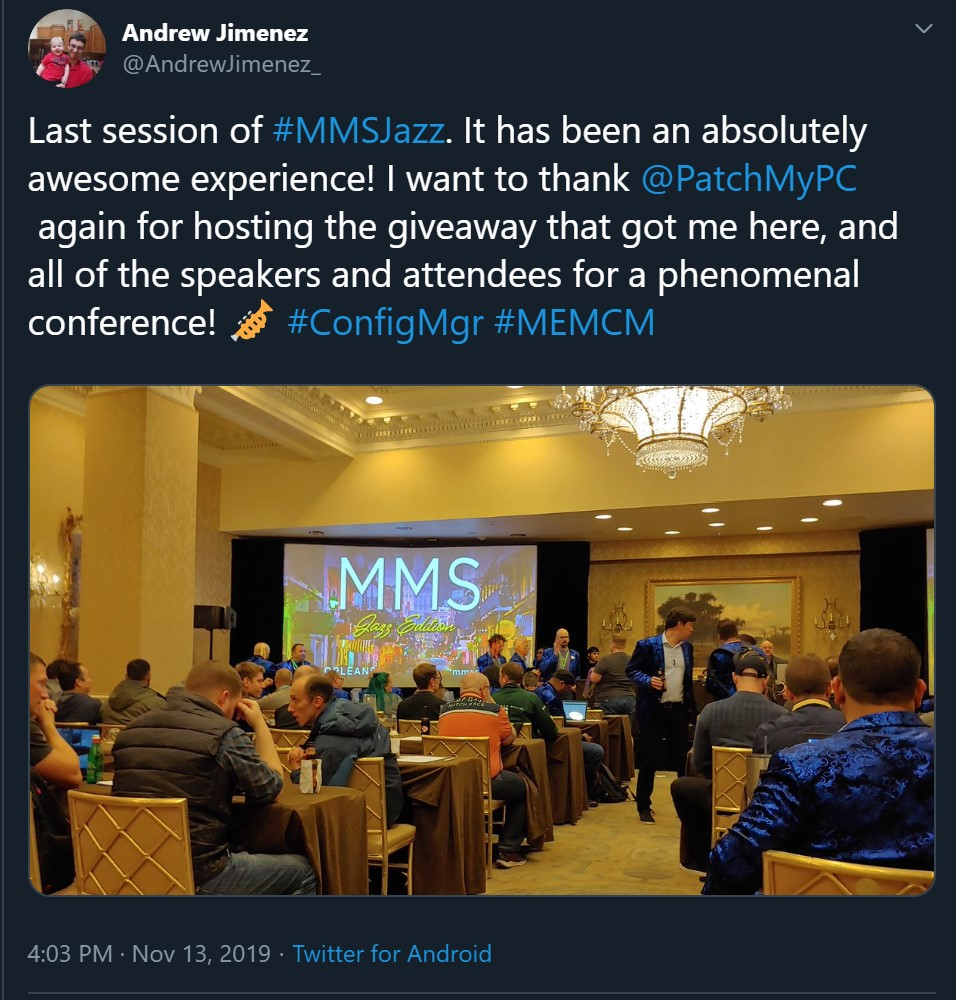 Andrew Jimenez
@AndrewJimenez_
Last session of #MMSJazz. It has been an absolutely
awesome experience! I want to thank @PatchMyPC
again for hosting the giveaway that got me here, and
all of the speakers and attendees for a phenomenal
conference! 🎺 #ConfigMgr #MEMCM
MMS
Jazz Edition
ORLEANS
mms
4:03 PM · Nov 13, 2019 · Twitter for Android